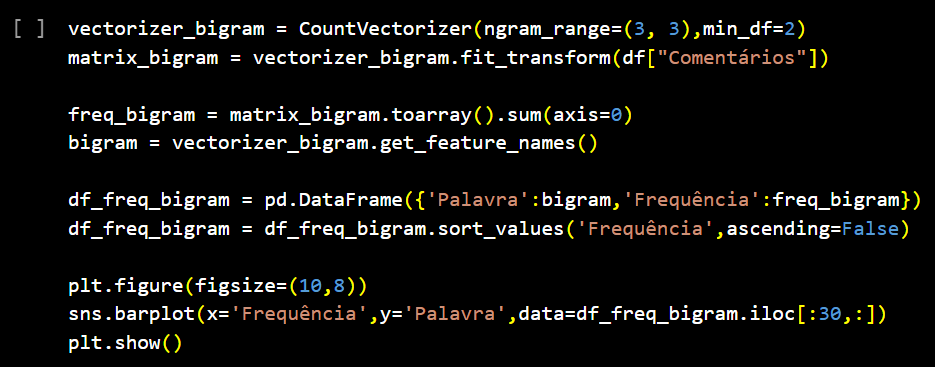 [ ] vectorizer_bigram = CountVectorizer(ngram_range=(3, 3),min_df=2)
matrix_bigram = vectorizer_bigram.fit_transform(df["Comentários"])
freq_bigram = matrix_bigram.toarray().sum(axis=0)
bigram = vectorizer_bigram.get_feature_names()
df_freq_bigram = pd.DataFrame({'Palavra':bigram,'Frequência':freq_bigram})
df_freq_bigram = df_freq_bigram.sort_values('Frequência',ascending=False)
plt.figure(figsize=(10,8))
sns.barplot(x='Frequência',y='Palavra',data=df_freq_bigram.iloc[:30,:])
plt.show()